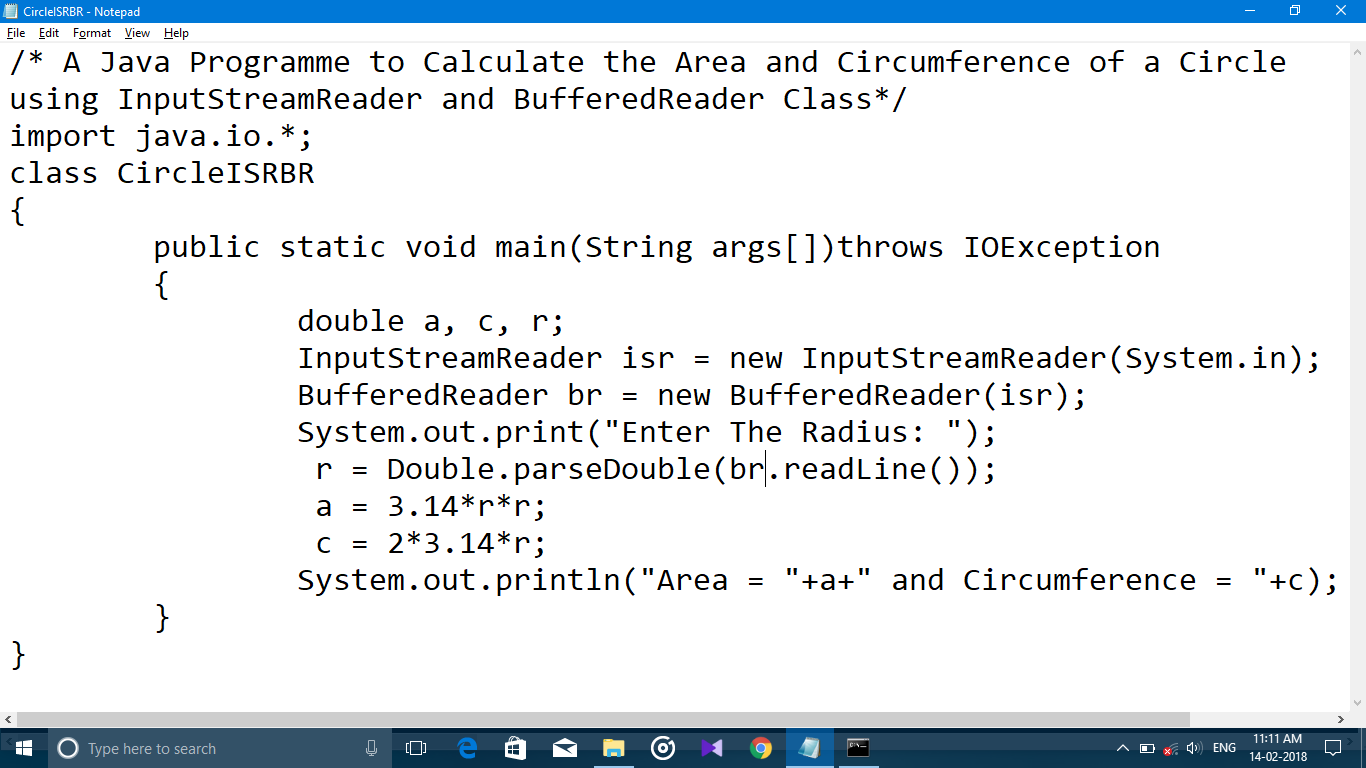 CircleISRBR - Notepad
File Edit Format View Help
/* A Java Programme to Calculate the Area and Circumference of a Circle
using InputStreamReader and BufferedReader Class*/
import java.io.*;
class CircleISRBR
{
public static void main(String args[])throws IOException
{
double a, c, r;
InputStreamReader isr = new InputStreamReader(System.in);
BufferedReader br = new BufferedReader(isr);
System.out.print("Enter The Radius: ");
r = Double.parseDouble(br.readLine());
a = 3.14*r*r;
c = 2*3.14*r;
System.out.println("Area = "+a+" and Circumference = "+c);
}
}
Type here to search
ENG
11:11 AM
14-02-2018